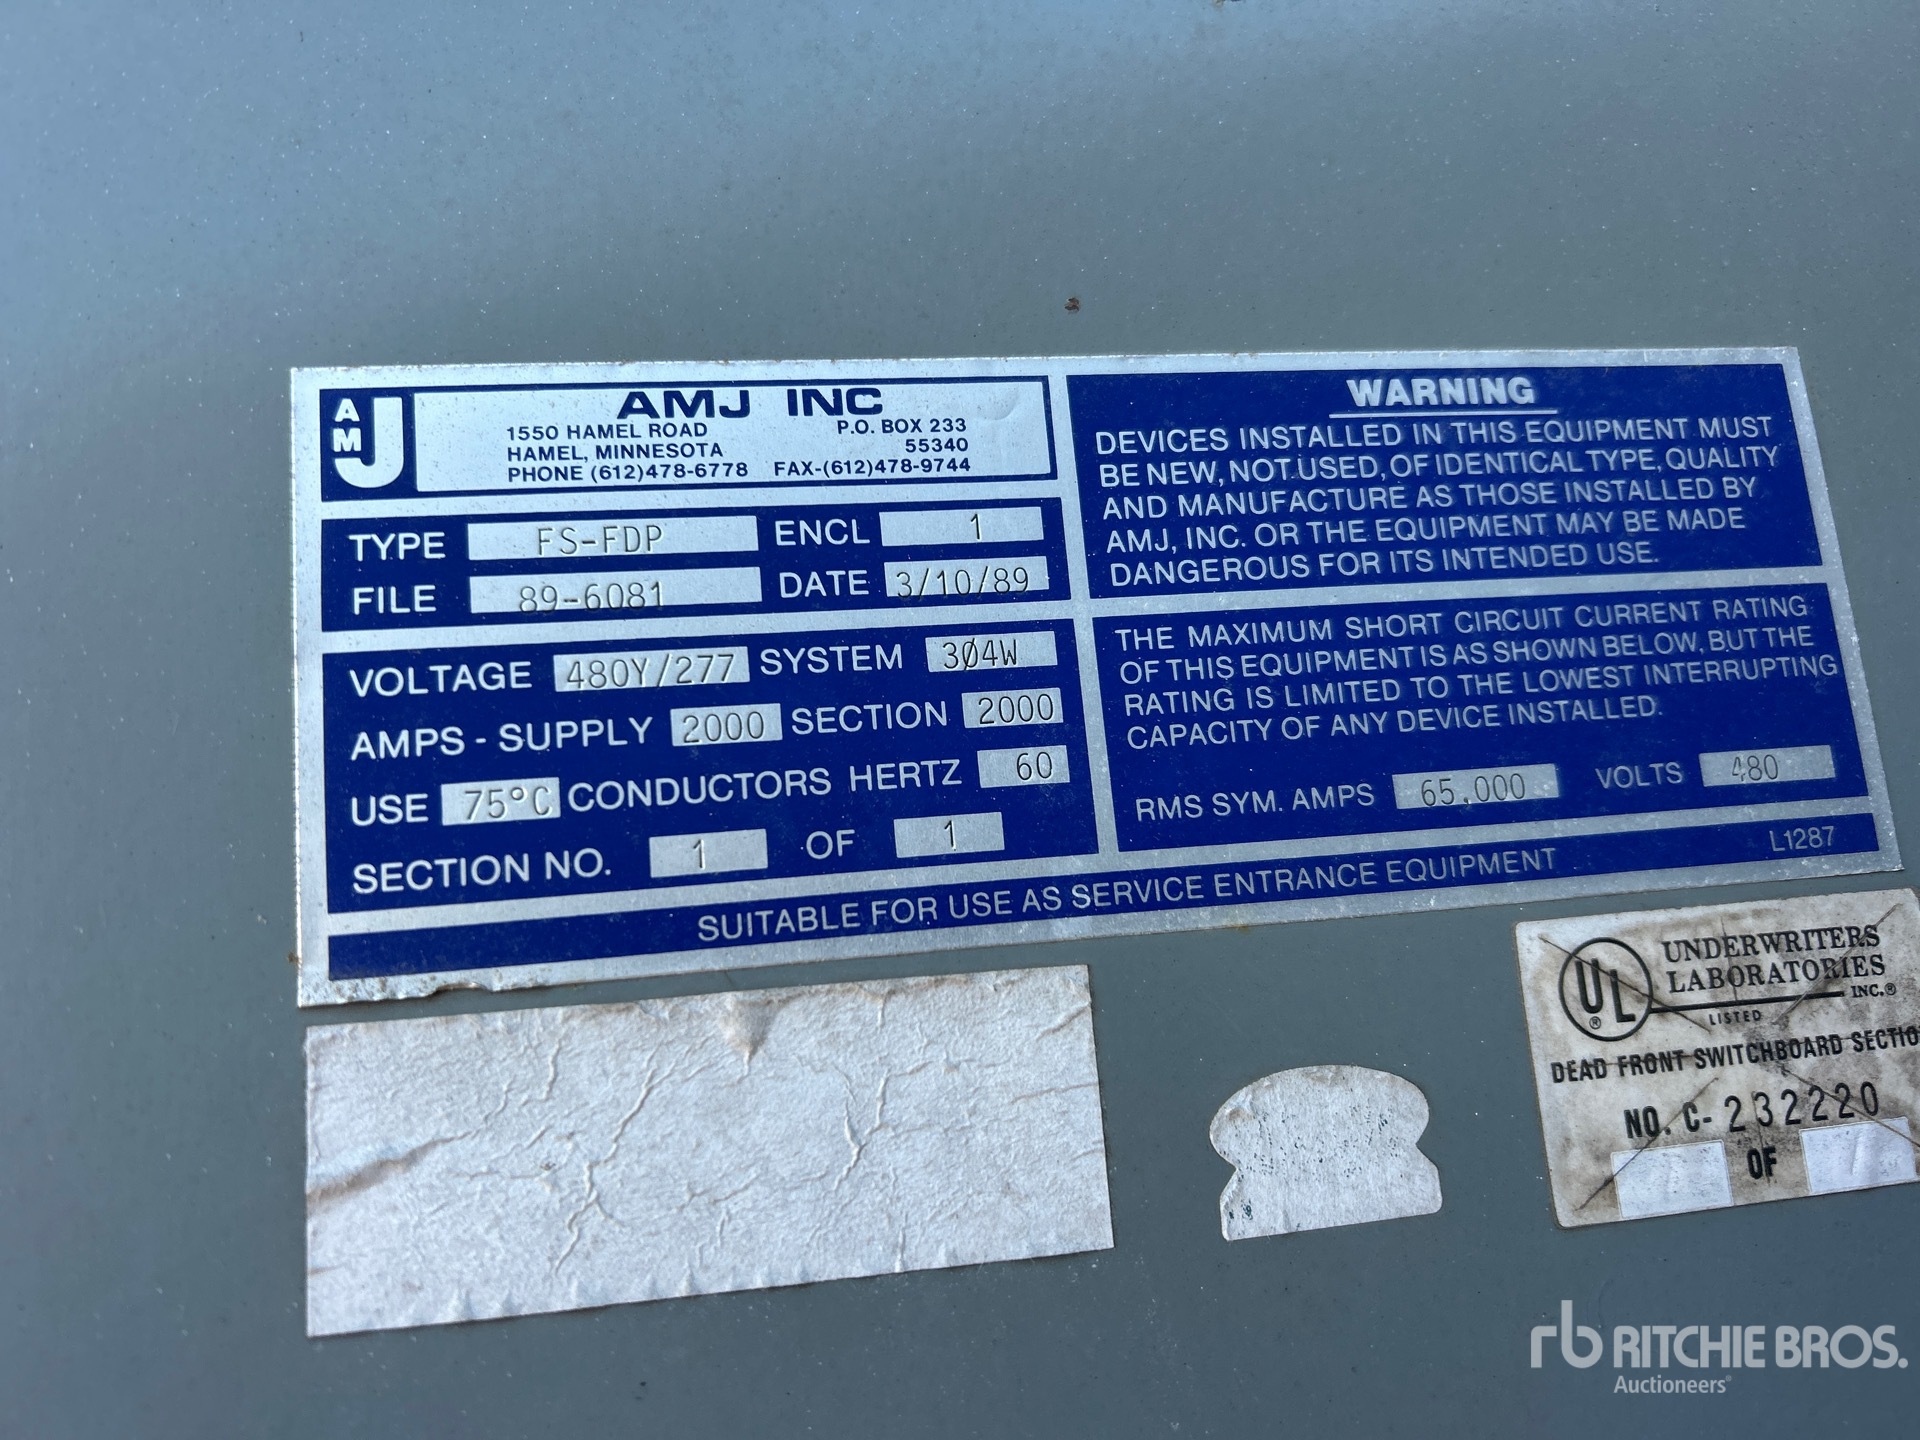 AMJ
AMJ INC
1550 HAMEL ROAD P.O. BOX 233
HAMEL, MINNESOTA 55340
PHONE (612)478-6778 FAX-(612)478-9744
TYPE FS-FDP ENCL 1
FILE 89-6081 DATE 3/10/89
VOLTAGE 480Y/277 SYSTEM 3Ø4W
AMPS - SUPPLY 2000 SECTION 2000
USE 75°C CONDUCTORS HERTZ 60
SECTION NO. 1 OF 1
WARNING
DEVICES INSTALLED IN THIS EQUIPMENT MUST
BE NEW, NOT USED, OF IDENTICAL TYPE, QUALITY
AND MANUFACTURE AS THOSE INSTALLED BY
AMJ, INC. OR THE EQUIPMENT MAY BE MADE
DANGEROUS FOR ITS INTENDED USE.
THE MAXIMUM SHORT CIRCUIT CURRENT RATING
OF THIS EQUIPMENT IS AS SHOWN BELOW, BUT THE
RATING IS LIMITED TO THE LOWEST INTERRUPTING
CAPACITY OF ANY DEVICE INSTALLED.
RMS SYM. AMPS 65,000 VOLTS 480
SUITABLE FOR USE AS SERVICE ENTRANCE EQUIPMENT L1287
UL® UNDERWRITERS
LABORATORIES
INC.®
LISTED
DEAD FRONT SWITCHBOARD SECTIO
NO. C-232220
OF
rb RITCHIE BROS.
Auctioneers®